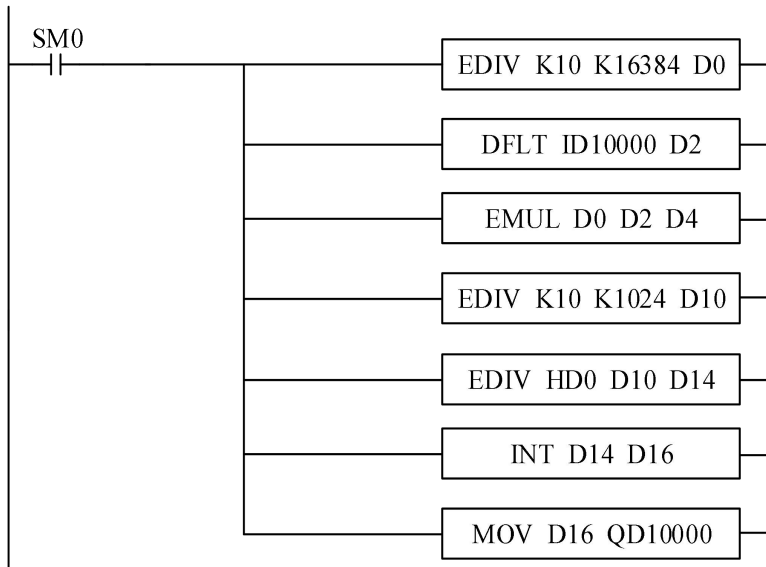 SM0
EDIV K10 K16384 D0
DFLT ID10000 D2
EMUL D0 D2 D4
EDIV K10 K1024 D10
EDIV HD0 D10 D14
INT D14 D16
MOV D16 QD10000